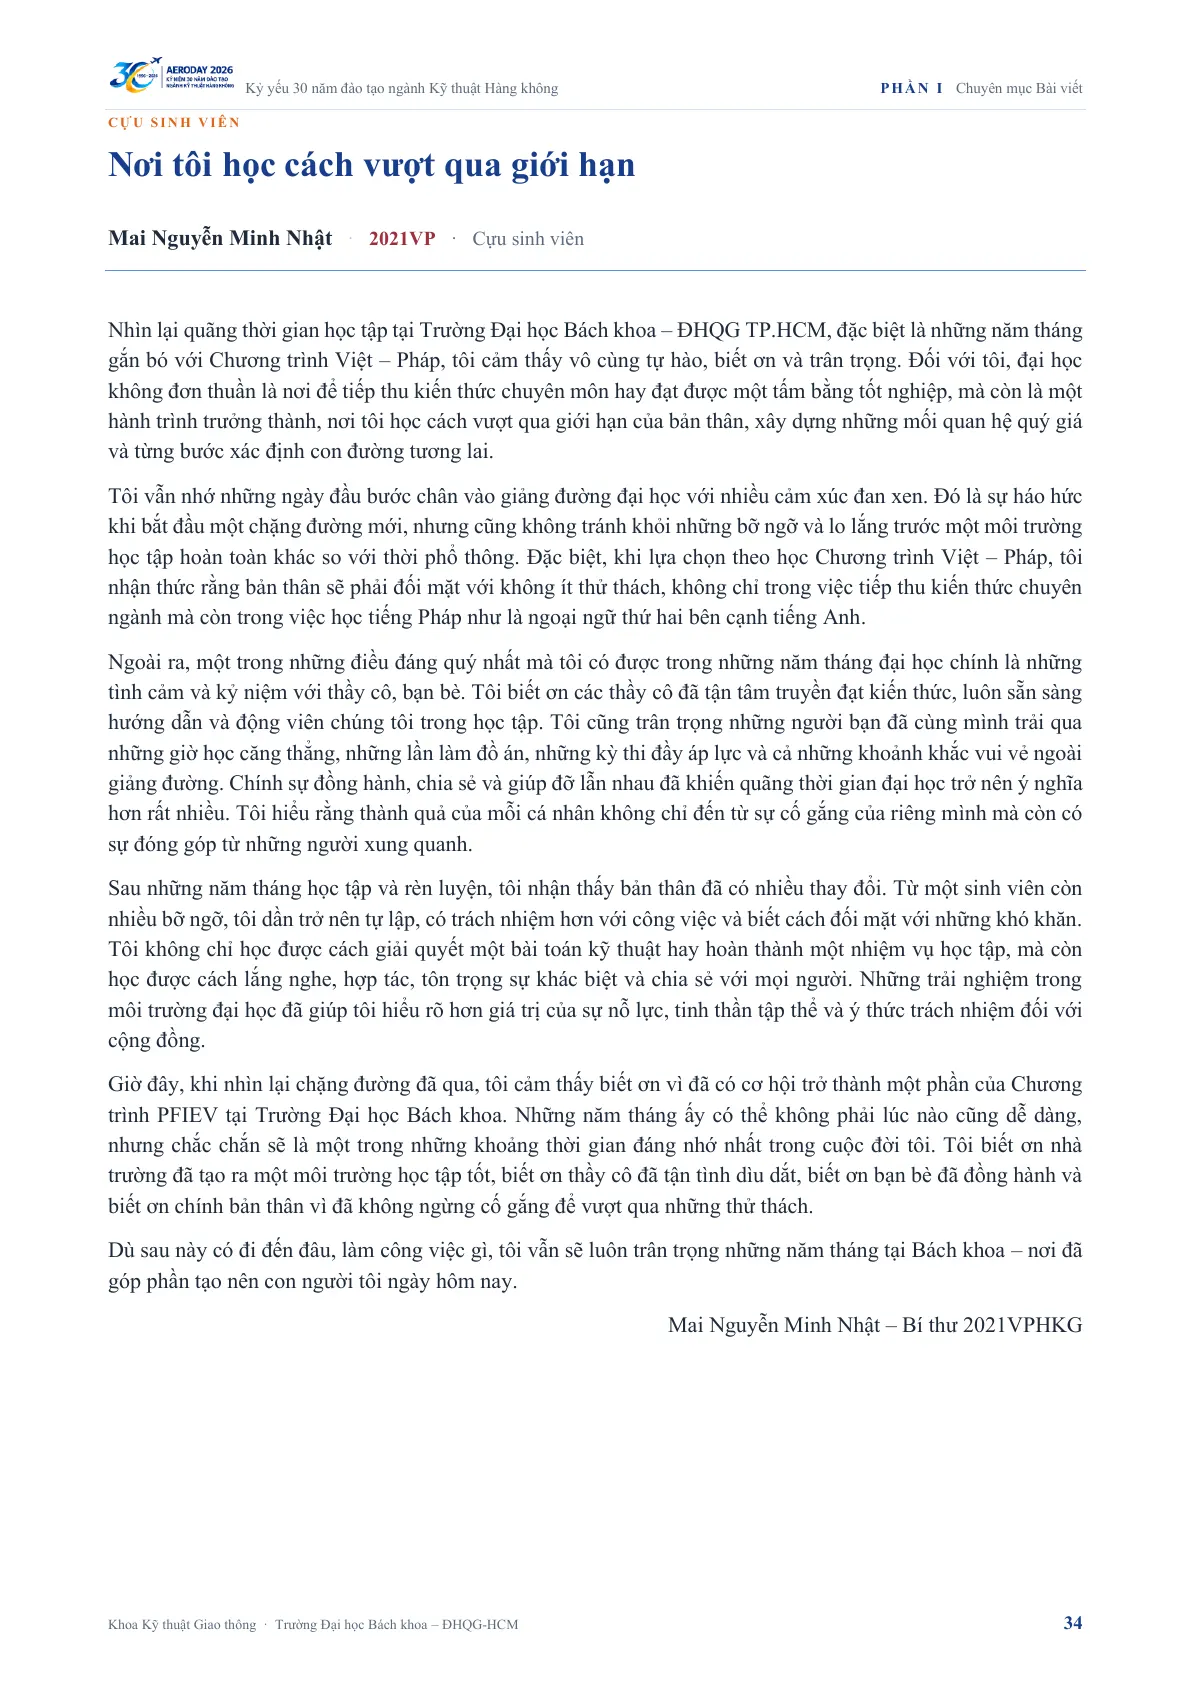 30
1996 - 2026
AERODAY 2026
KỶ NIỆM 30 NĂM ĐÀO TẠO
NGÀNH KỸ THUẬT HÀNG KHÔNG
Kỷ yếu 30 năm đào tạo ngành Kỹ thuật Hàng không
PHẦN I Chuyên mục Bài viết
CỰU SINH VIÊN
Nơi tôi học cách vượt qua giới hạn
Mai Nguyễn Minh Nhật · 2021VP · Cựu sinh viên
Nhìn lại quãng thời gian học tập tại Trường Đại học Bách khoa – ĐHQG TP.HCM, đặc biệt là những năm tháng
gắn bó với Chương trình Việt – Pháp, tôi cảm thấy vô cùng tự hào, biết ơn và trân trọng. Đối với tôi, đại học
không đơn thuần là nơi để tiếp thu kiến thức chuyên môn hay đạt được một tấm bằng tốt nghiệp, mà còn là một
hành trình trưởng thành, nơi tôi học cách vượt qua giới hạn của bản thân, xây dựng những mối quan hệ quý giá
và từng bước xác định con đường tương lai.
Tôi vẫn nhớ những ngày đầu bước chân vào giảng đường đại học với nhiều cảm xúc đan xen. Đó là sự háo hức
khi bắt đầu một chặng đường mới, nhưng cũng không tránh khỏi những bỡ ngỡ và lo lắng trước một môi trường
học tập hoàn toàn khác so với thời phổ thông. Đặc biệt, khi lựa chọn theo học Chương trình Việt – Pháp, tôi
nhận thức rằng bản thân sẽ phải đối mặt với không ít thử thách, không chỉ trong việc tiếp thu kiến thức chuyên
ngành mà còn trong việc học tiếng Pháp như là ngoại ngữ thứ hai bên cạnh tiếng Anh.
Ngoài ra, một trong những điều đáng quý nhất mà tôi có được trong những năm tháng đại học chính là những
tình cảm và kỷ niệm với thầy cô, bạn bè. Tôi biết ơn các thầy cô đã tận tâm truyền đạt kiến thức, luôn sẵn sàng
hướng dẫn và động viên chúng tôi trong học tập. Tôi cũng trân trọng những người bạn đã cùng mình trải qua
những giờ học căng thẳng, những lần làm đồ án, những kỳ thi đầy áp lực và cả những khoảnh khắc vui vẻ ngoài
giảng đường. Chính sự đồng hành, chia sẻ và giúp đỡ lẫn nhau đã khiến quãng thời gian đại học trở nên ý nghĩa
hơn rất nhiều. Tôi hiểu rằng thành quả của mỗi cá nhân không chỉ đến từ sự cố gắng của riêng mình mà còn có
sự đóng góp từ những người xung quanh.
Sau những năm tháng học tập và rèn luyện, tôi nhận thấy bản thân đã có nhiều thay đổi. Từ một sinh viên còn
nhiều bỡ ngỡ, tôi dần trở nên tự lập, có trách nhiệm hơn với công việc và biết cách đối mặt với những khó khăn.
Tôi không chỉ học được cách giải quyết một bài toán kỹ thuật hay hoàn thành một nhiệm vụ học tập, mà còn
học được cách lắng nghe, hợp tác, tôn trọng sự khác biệt và chia sẻ với mọi người. Những trải nghiệm trong
môi trường đại học đã giúp tôi hiểu rõ hơn giá trị của sự nỗ lực, tinh thần tập thể và ý thức trách nhiệm đối với
cộng đồng.
Giờ đây, khi nhìn lại chặng đường đã qua, tôi cảm thấy biết ơn vì đã có cơ hội trở thành một phần của Chương
trình PFIEV tại Trường Đại học Bách khoa. Những năm tháng ấy có thể không phải lúc nào cũng dễ dàng,
nhưng chắc chắn sẽ là một trong những khoảng thời gian đáng nhớ nhất trong cuộc đời tôi. Tôi biết ơn nhà
trường đã tạo ra một môi trường học tập tốt, biết ơn thầy cô đã tận tình dìu dắt, biết ơn bạn bè đã đồng hành và
biết ơn chính bản thân vì đã không ngừng cố gắng để vượt qua những thử thách.
Dù sau này có đi đến đâu, làm công việc gì, tôi vẫn sẽ luôn trân trọng những năm tháng tại Bách khoa – nơi đã
góp phần tạo nên con người tôi ngày hôm nay.
Mai Nguyễn Minh Nhật – Bí thư 2021VPHKG
Khoa Kỹ thuật Giao thông · Trường Đại học Bách khoa – ĐHQG-HCM
34